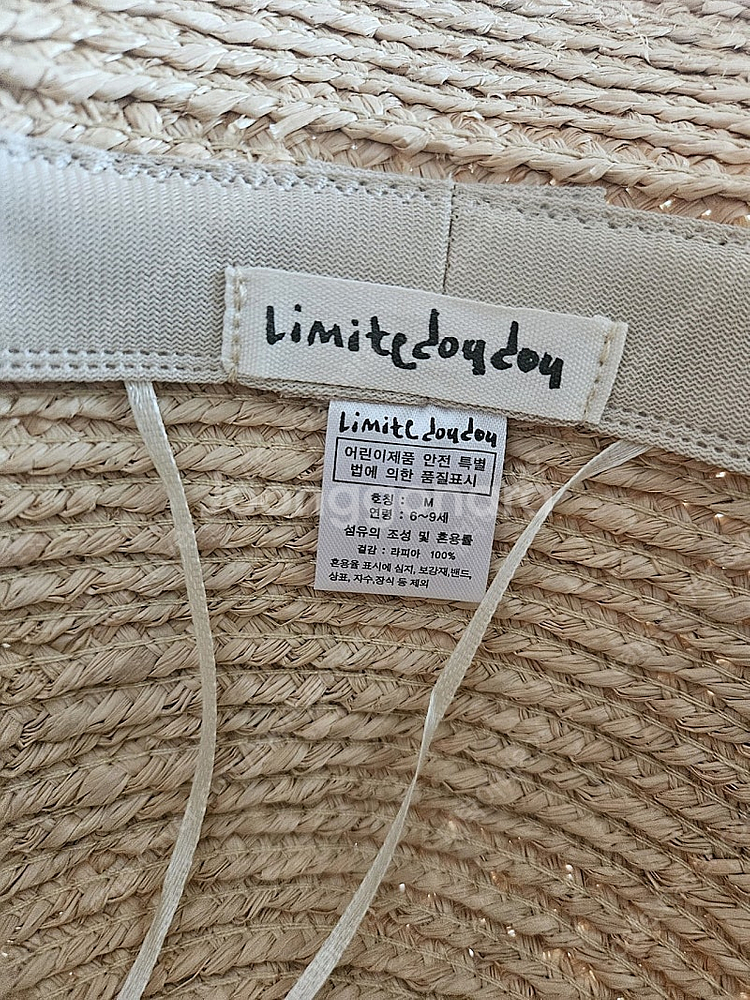 Limitedoudou
Limitedoudou
어린이제품 안전 특별
법에 의한 품질표시
호칭 : M
연령 : 6~9세
섬유의 조성 및 혼용률
겉감 : 라피아 100%
혼용율 표시에 심지, 보강재,밴드,
상표, 자수,장식 등 제외